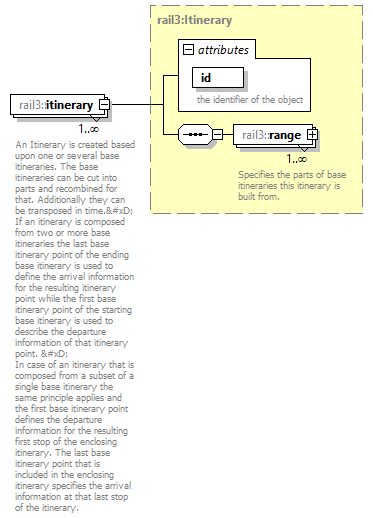 rail3:Itinerary
attributes
id
the identifier of the object
rail3::itinerary
1..∞
rail3::range
1..∞
Specifies the parts of base
itineraries this itinerary is
built from.
An Itinerary is created based
upon one or several base
itineraries. The base
itineraries can be cut into
parts and recombined for
that. Additionally they can
be transposed in time.&#xD;
If an itinerary is composed
from two or more base
itineraries the last base
itinerary point of the ending
base itinerary is used to
define the arrival information
for the resulting itinerary
point while the first base
itinerary point of the starting
base itinerary is used to
describe the departure
information of that itinerary
point. &#xD;
In case of an itinerary that is
composed from a subset of a
single base itinerary the
same principle applies and
the first base itinerary point
defines the departure
information for the resulting
first stop of the enclosing
itinerary. The last base
itinerary point that is
included in the enclosing
itinerary specifies the arrival
information at that last stop
of the itinerary.